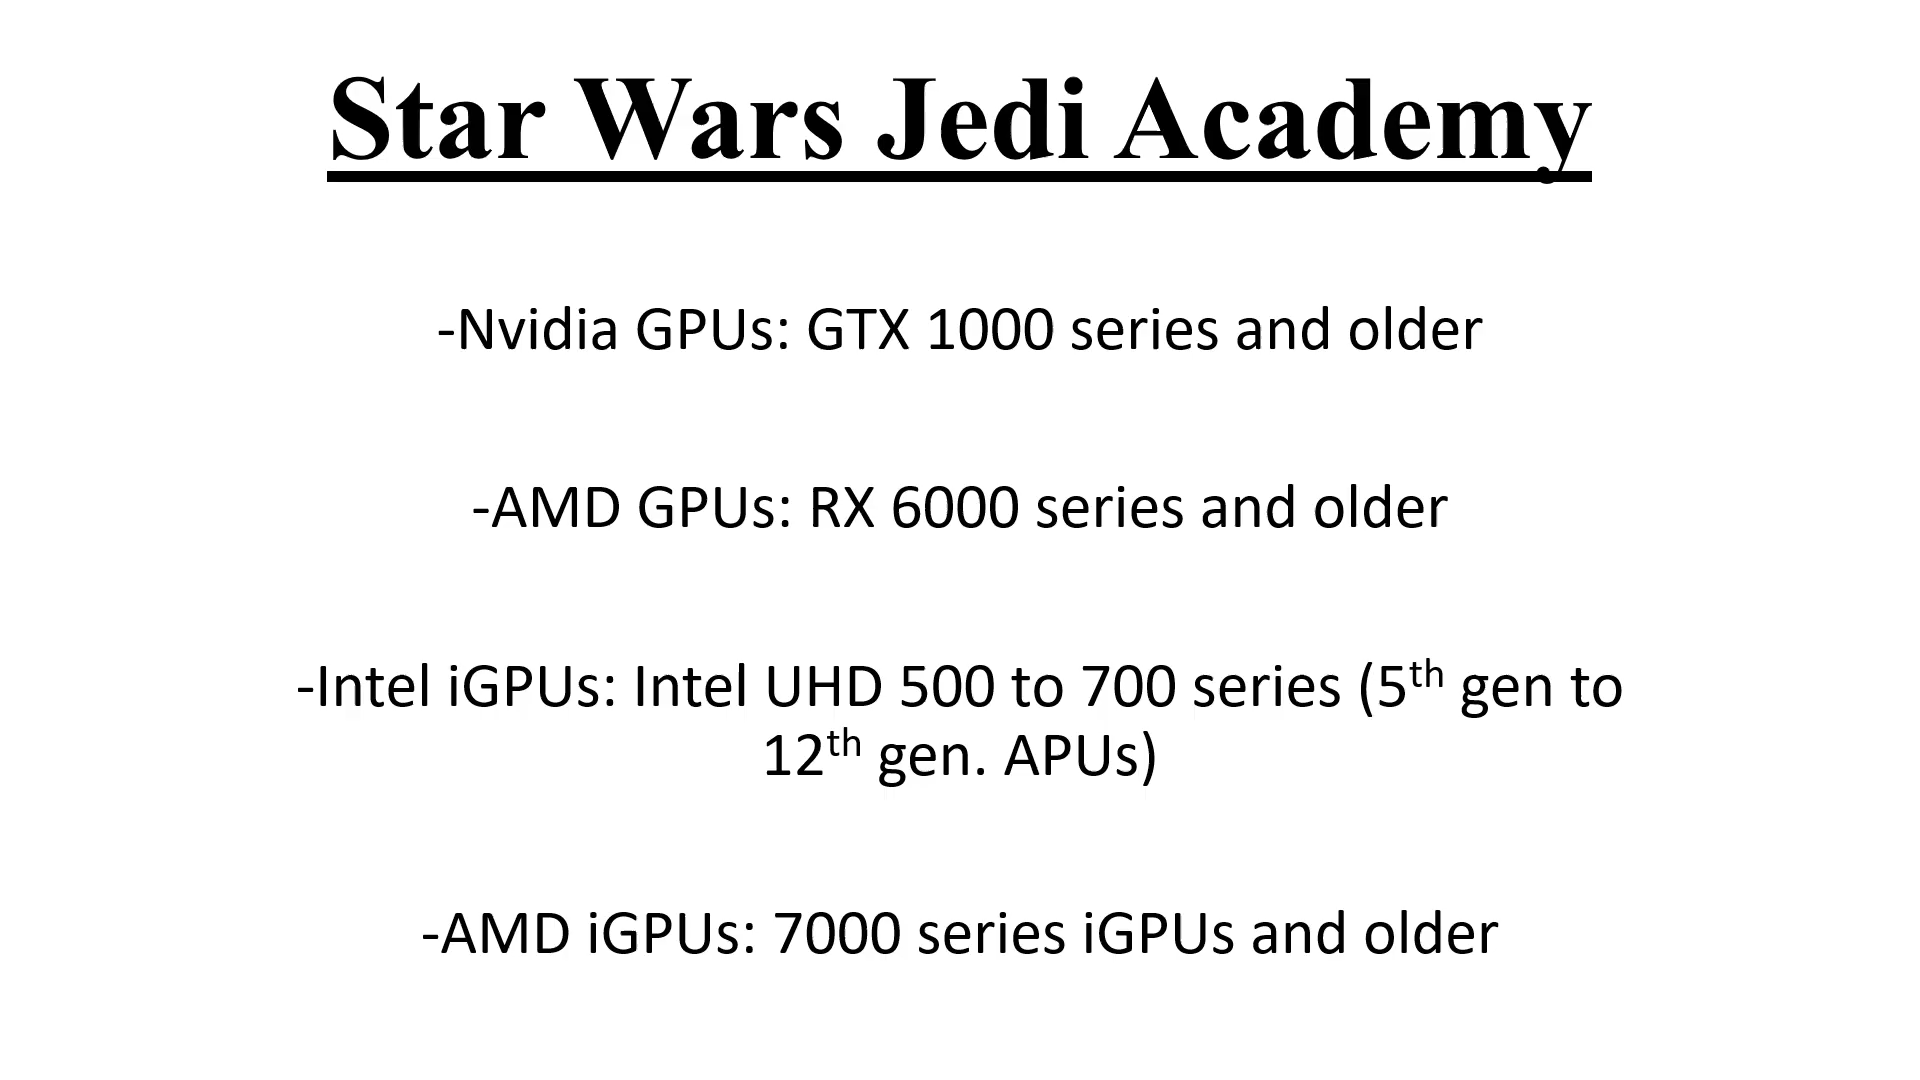 Star Wars Jedi Academy
-Nvidia GPUs: GTX 1000 series and older
-AMD GPUs: RX 6000 series and older
-Intel iGPUs: Intel UHD 500 to 700 series (5th gen to
12th gen. APUs)
-AMD iGPUs: 7000 series iGPUs and older